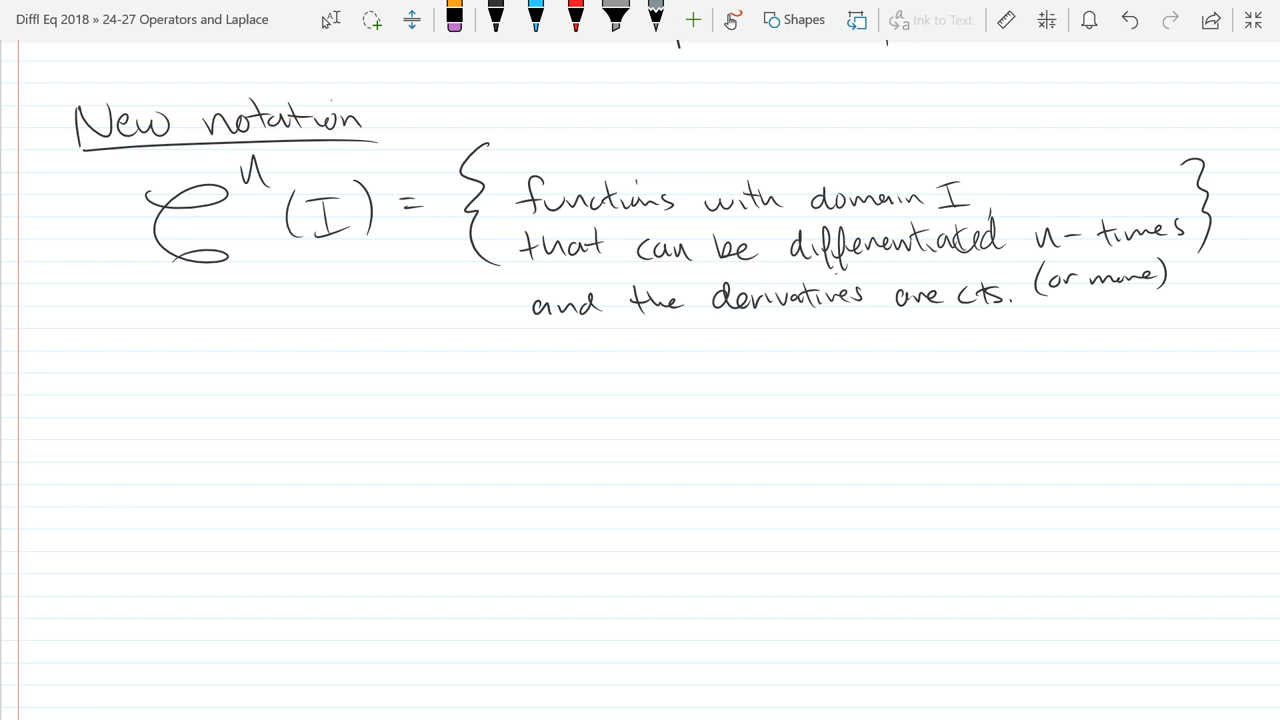 Diffl Eq 2018 » 24-27 Operators and Laplace
Shapes
Ink to Text
New notation
C^n (I) = { functions with domain I,
that can be differentiated n-times }
(or more)
and the derivatives are cts.